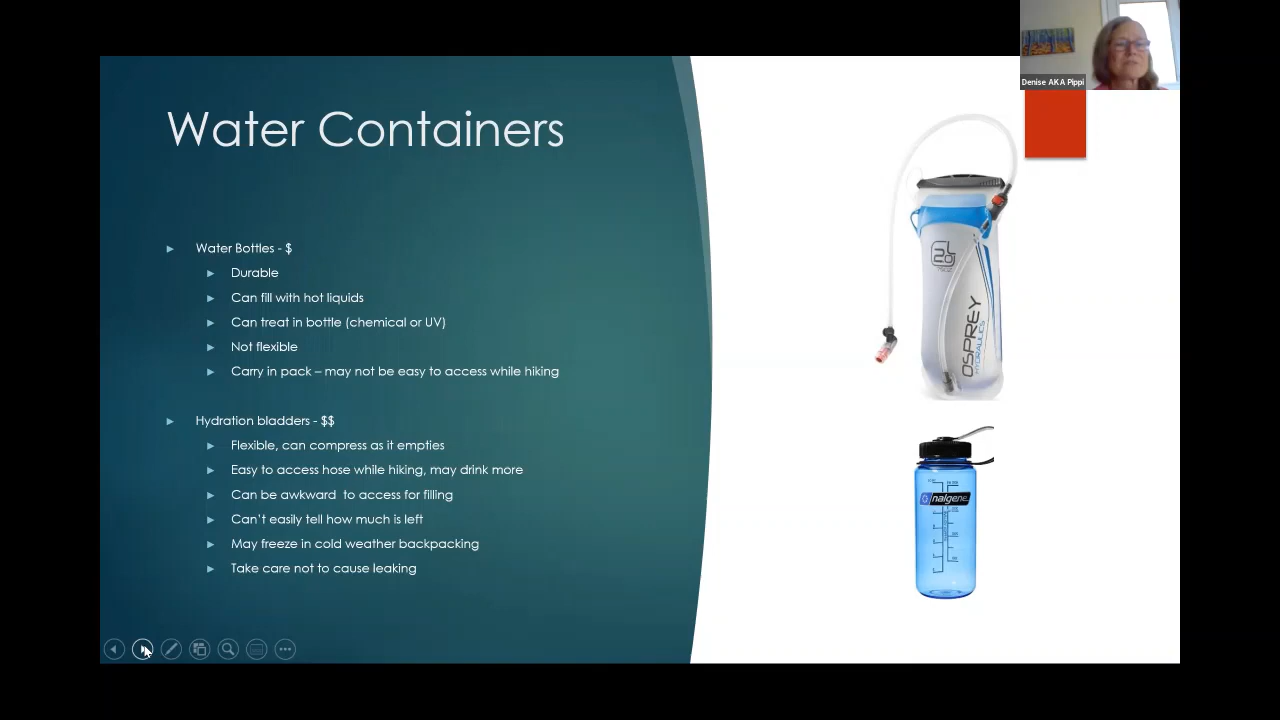 Denise AKA Pippi
Water Containers
Water Bottles - $
Durable
Can fill with hot liquids
Can treat in bottle (chemical or UV)
Not flexible
Carry in pack – may not be easy to access while hiking
Hydration bladders - $$
Flexible, can compress as it empties
Easy to access hose while hiking, may drink more
Can be awkward  to access for filling
Can't easily tell how much is left
May freeze in cold weather backpacking
Take care not to cause leaking
2.0L
OSPREY
HYDRAULICS
nalgene